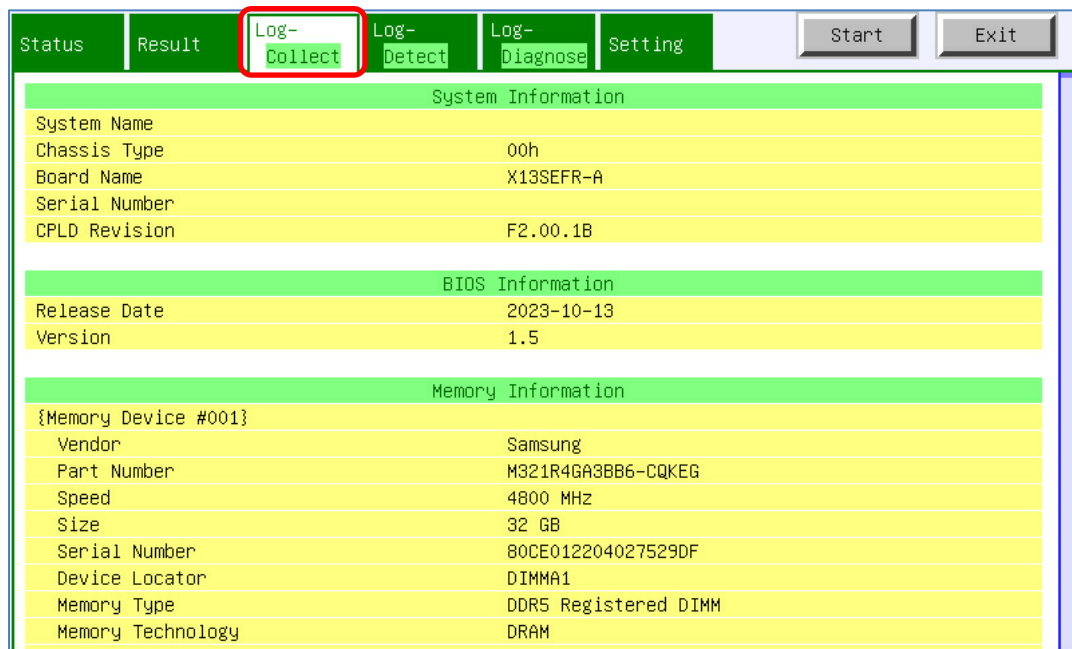 Status Result Log-Collect Log-Detect Log-Diagnose Setting Start Exit
System Information
System Name
Chassis Type 00h
Board Name X13SEFR-A
Serial Number
CPLD Revision F2.00.1B
BIOS Information
Release Date 2023-10-13
Version 1.5
Memory Information
{Memory Device #001}
Vendor Samsung
Part Number M321R4GA3BB6-CQKEG
Speed 4800 MHz
Size 32 GB
Serial Number 80CE012204027529DF
Device Locator DIMMA1
Memory Type DDR5 Registered DIMM
Memory Technology DRAM